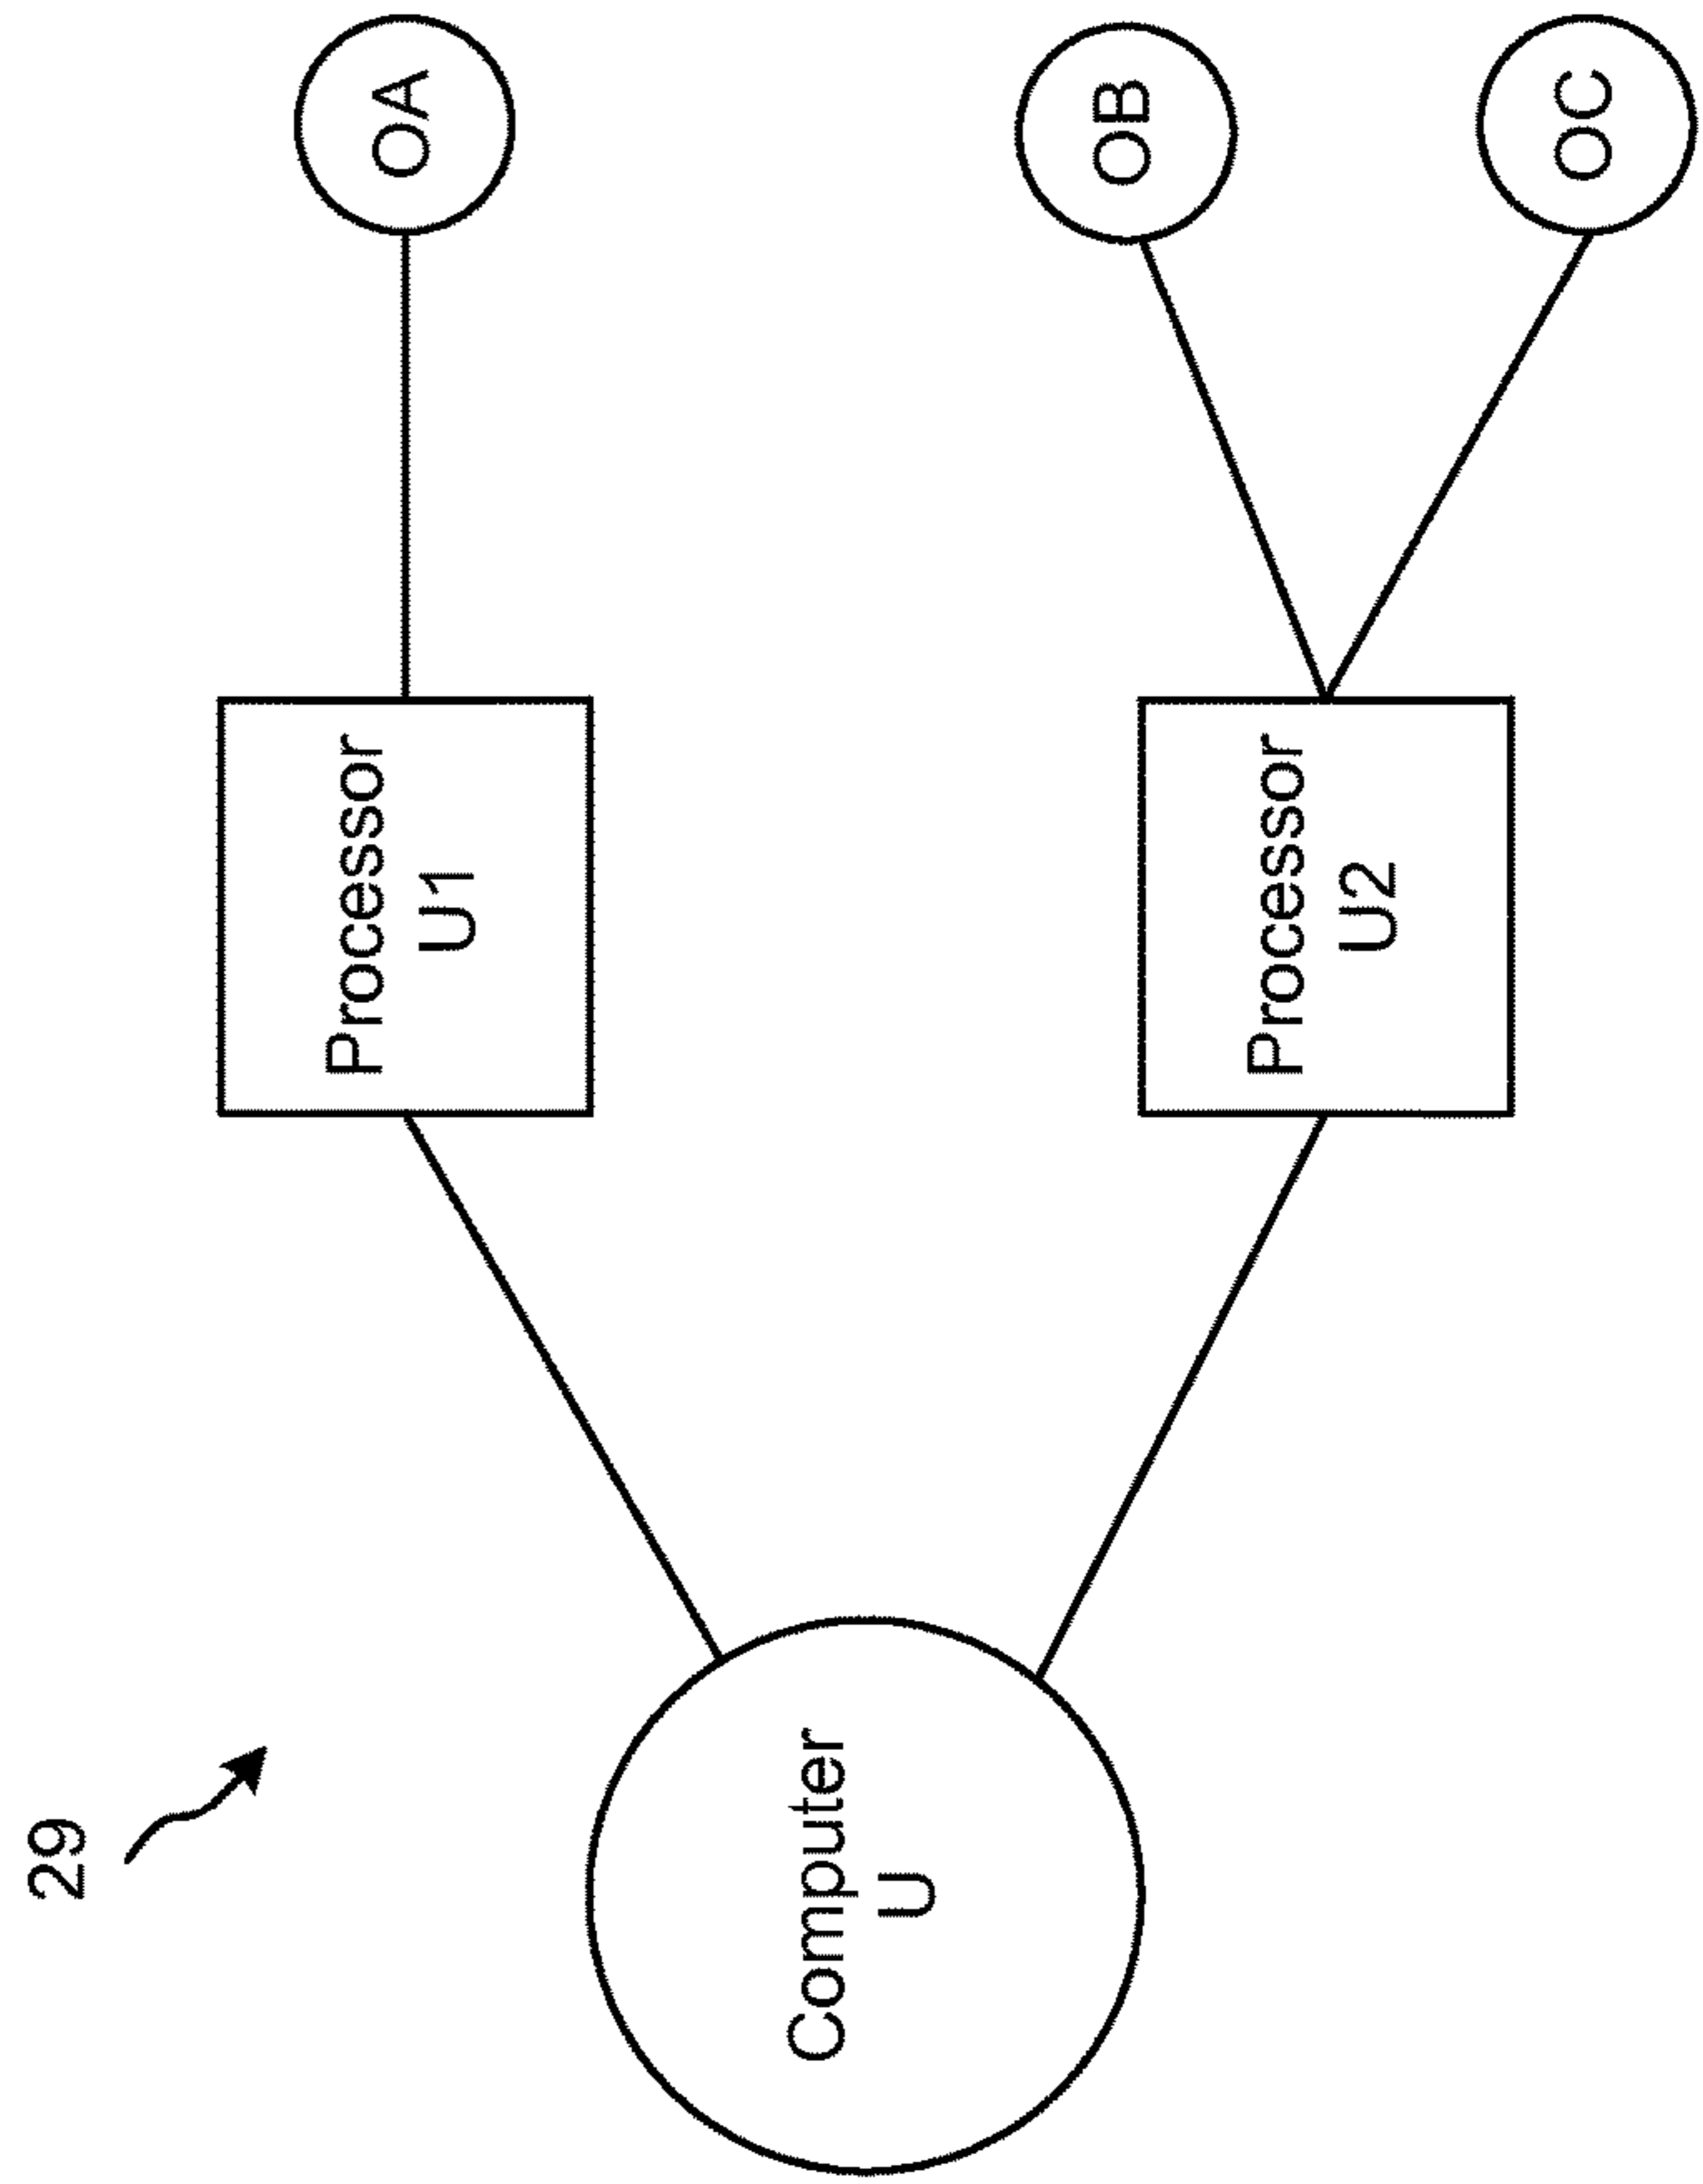 29
Computer
U
Processor
U1
Processor
U2
OA
OB
OC